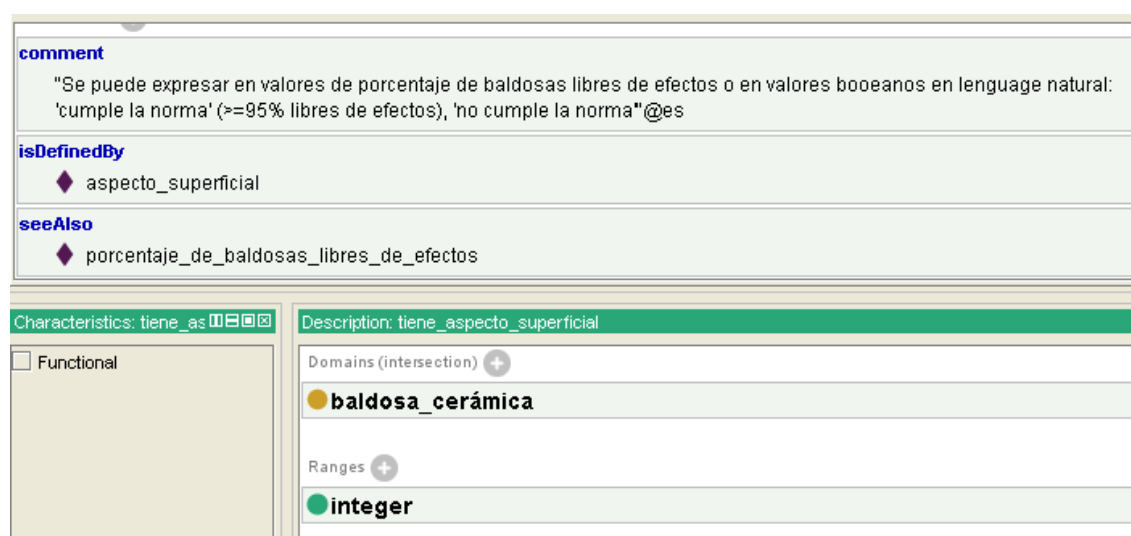 comment
"Se puede expresar en valores de porcentaje de baldosas libres de efectos o en valores booeanos en lenguage natural:
'cumple la norma' (>=95% libres de efectos), 'no cumple la norma'"@es
isDefinedBy
aspecto_superficial
seeAlso
porcentaje_de_baldosas_libres_de_efectos
Characteristics: tiene_as
Description: tiene_aspecto_superficial
Functional
Domains (intersection)
baldosa_cerámica
Ranges
integer